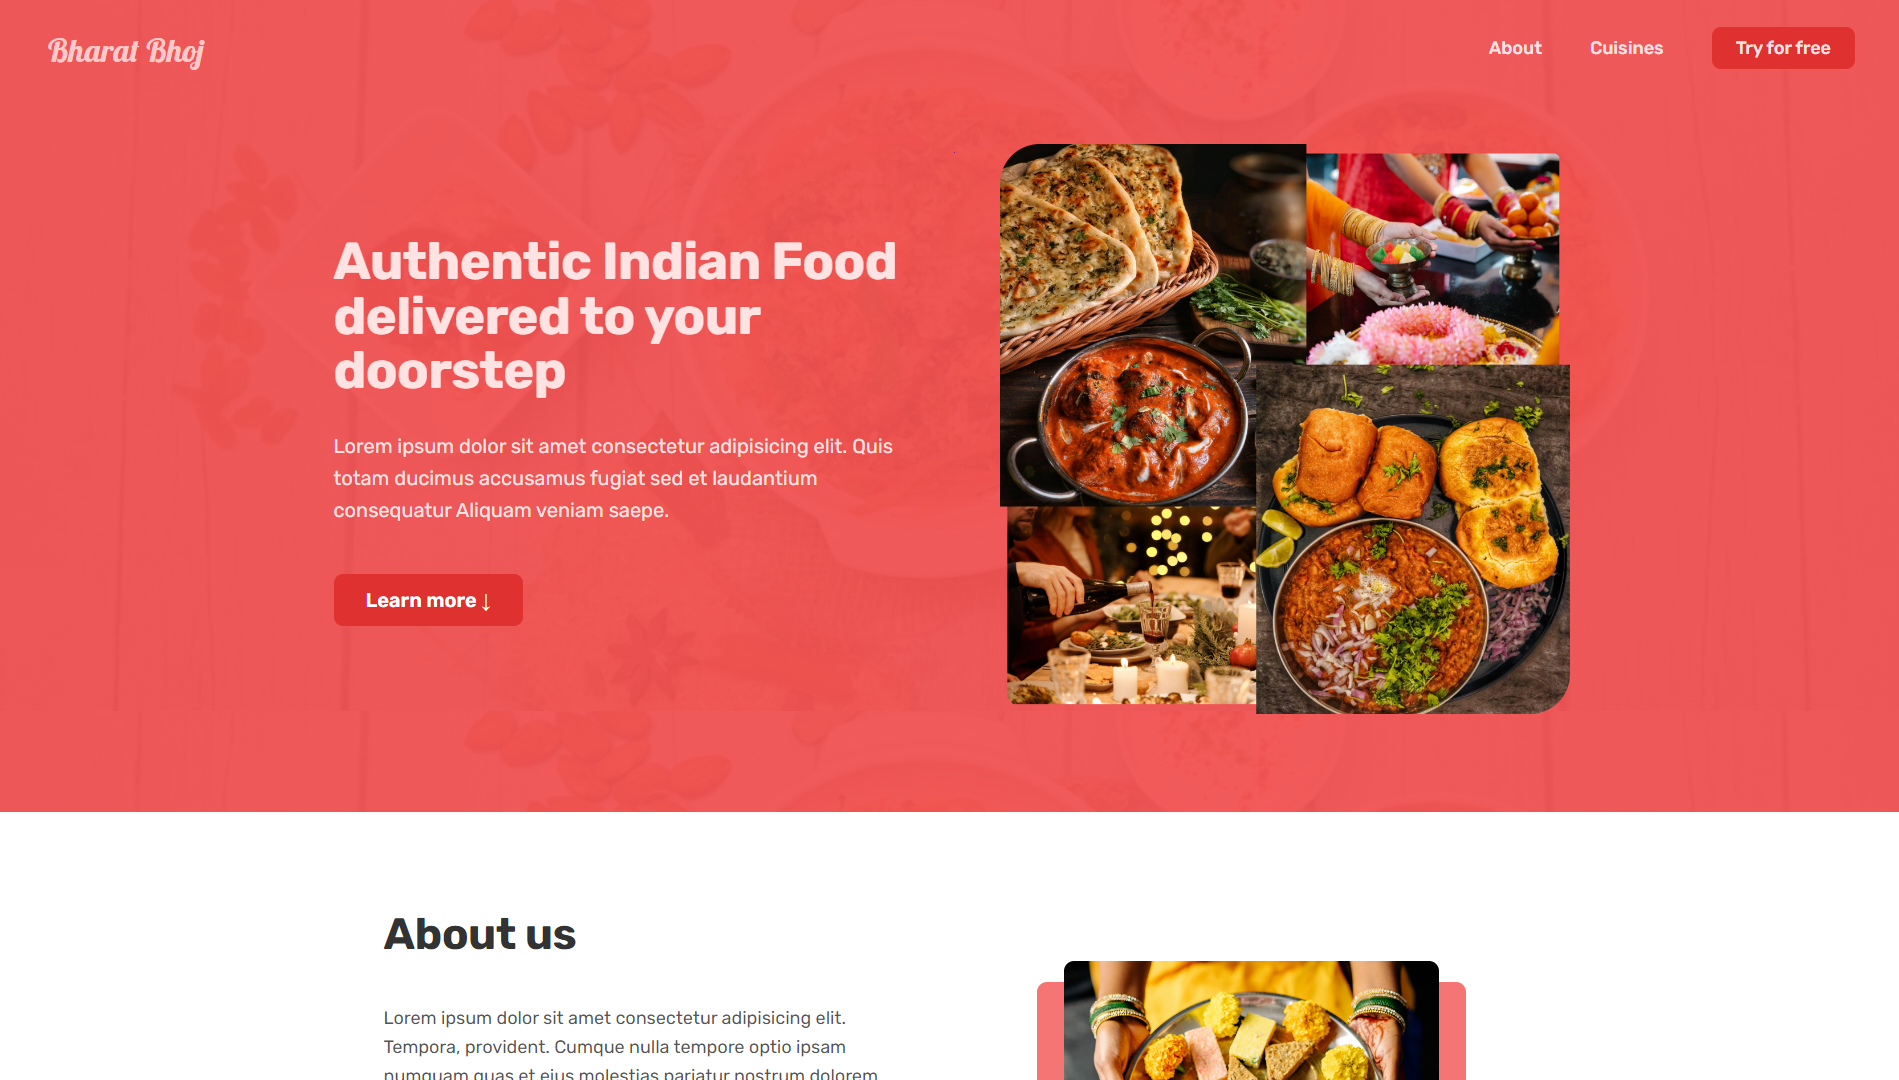 Bharat Bhoj
About
Cuisines
Try for free
Authentic Indian Food
delivered to your
doorstep
Lorem ipsum dolor sit amet consectetur adipisicing elit. Quis
totam ducimus accusamus fugiat sed et laudantium
consequatur Aliquam veniam saepe.
Learn more ↓
About us
Lorem ipsum dolor sit amet consectetur adipisicing elit.
Tempora, provident. Cumque nulla tempore optio ipsam
numquam quas et eius molestias pariatur nostrum dolorem